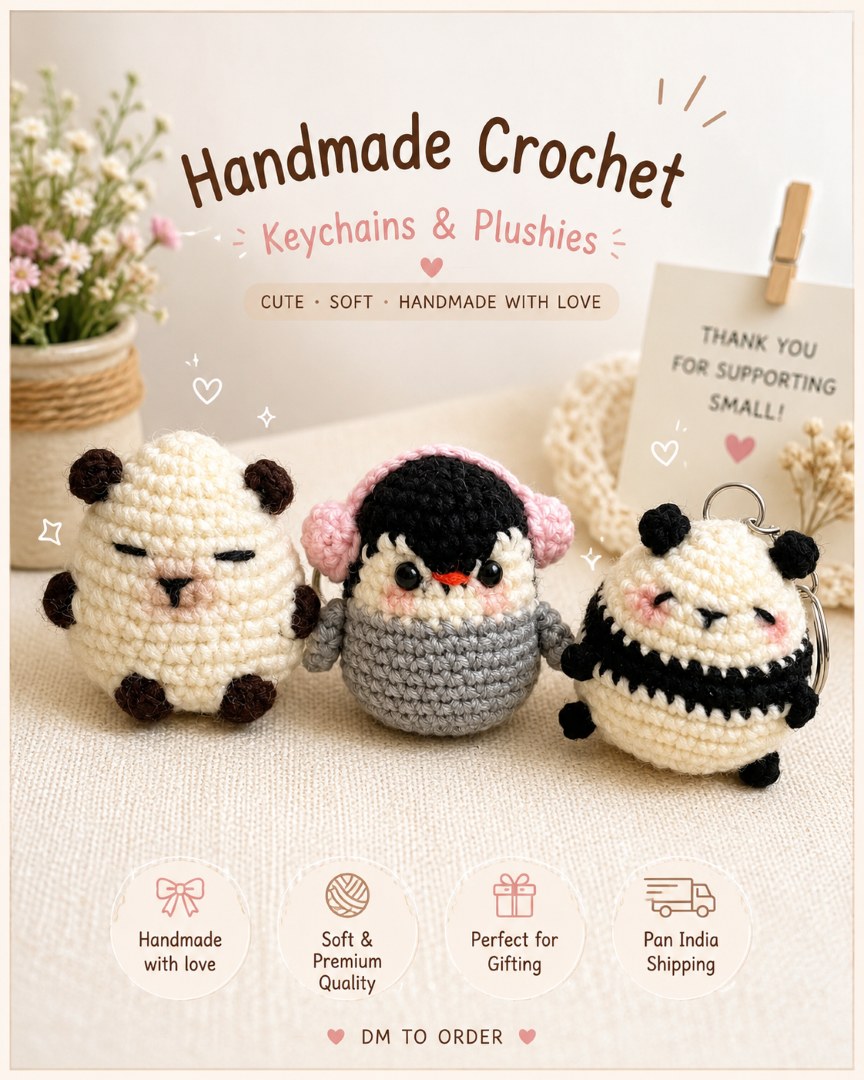 Handmade Crochet
Keychains & Plushies
CUTE • SOFT • HANDMADE WITH LOVE
THANK YOU
FOR SUPPORTING
SMALL!
Handmade
with love
Soft &
Premium
Quality
Perfect for
Gifting
Pan India
Shipping
DM TO ORDER